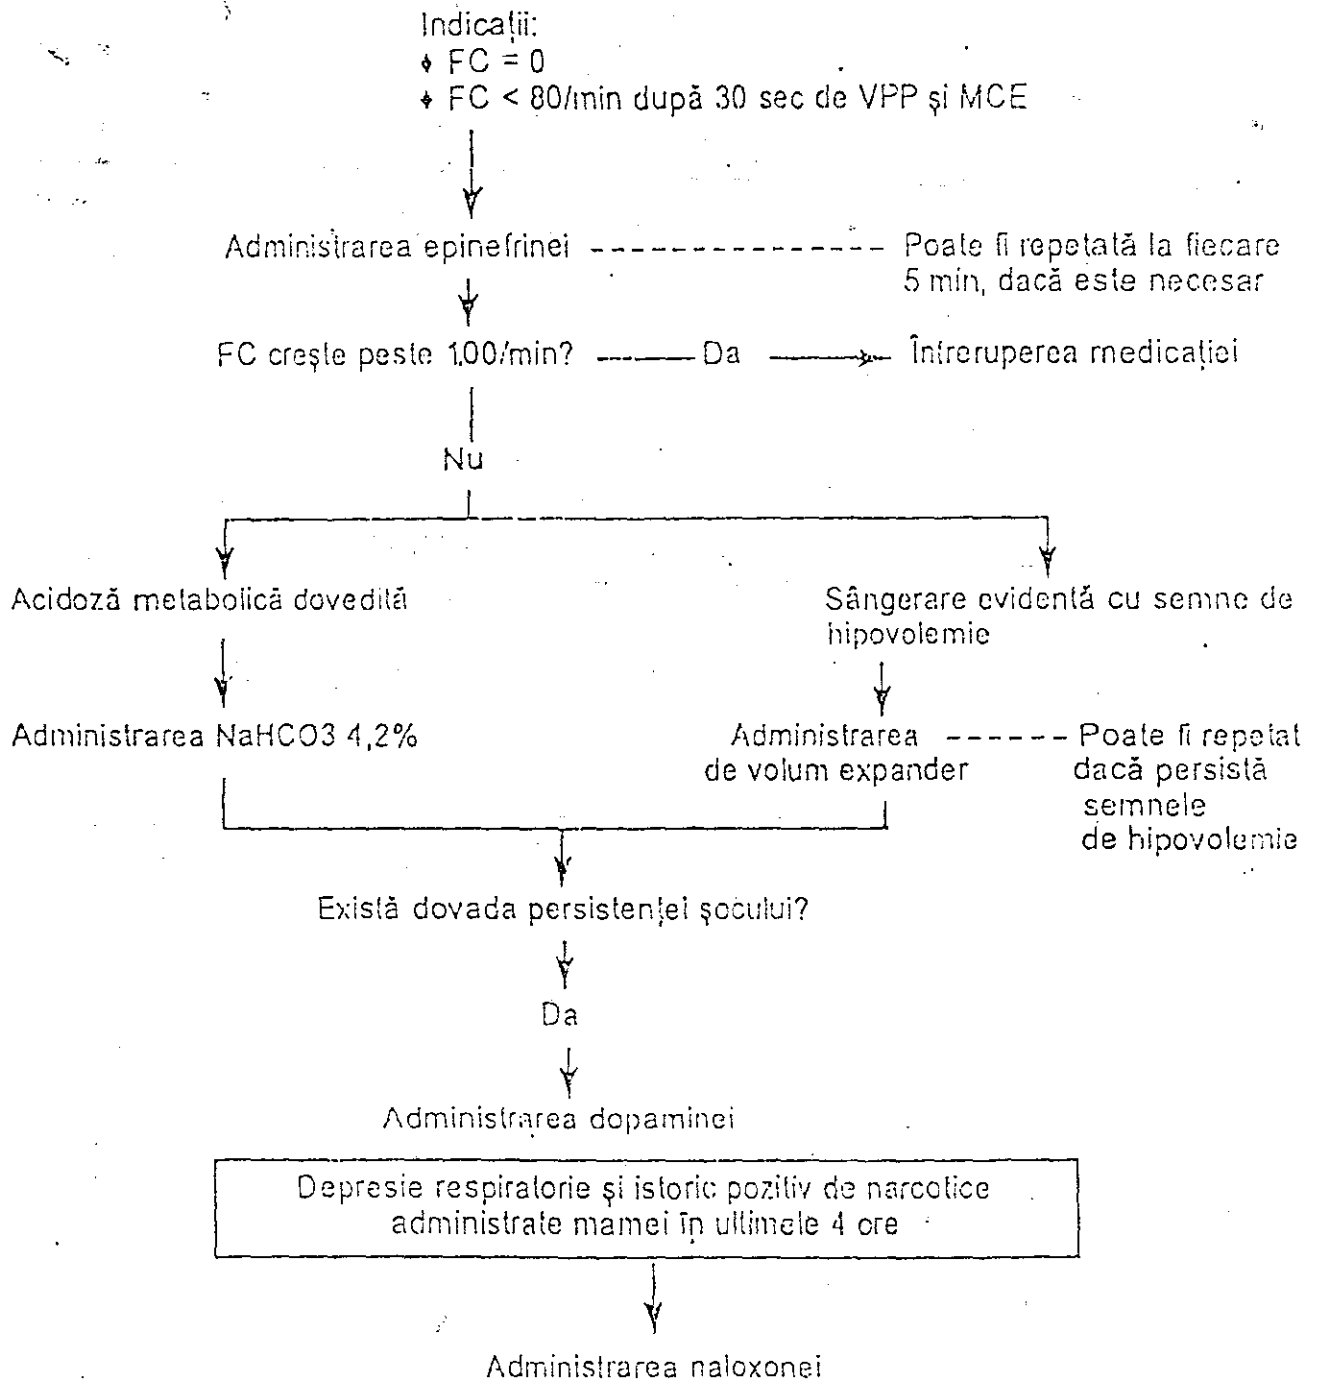 Indicații:
♦ FC = 0
♦ FC < 80/min după 30 sec de VPP și MCE
Administrarea epinefrinei ---------------- Poate fi repetată la fiecare
5 min, dacă este necesar
FC crește peste 100/min? ------ Da ⟶ Întreruperea medicației
Nu
Acidoză metabolică dovedită
Sângerare evidentă cu semne de
hipovolemie
Administrarea NaHCO3 4,2%
Administrarea ------ Poate fi repetat
de volum expander
dacă persistă
semnele
de hipovolemie
Există dovada persistenței șocului?
Da
Administrarea dopaminei
Depresie respiratorie și istoric pozitiv de narcotice
administrate mamei în ultimele 4 ore
Administrarea naloxonei